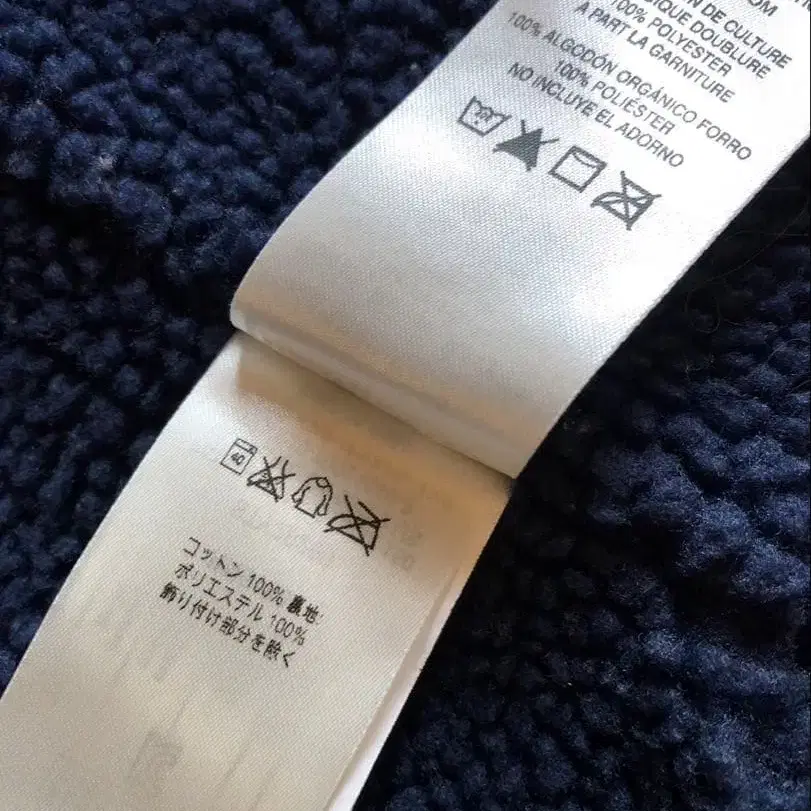 OM
N DE CULTURE
100% POLYESTER
IQUE DOUBLURE
À PART LA GARNITURE
100% ALGODÓN ORGÁNICO FORRO
100% POLIÉSTER
NO INCLUYE EL ADORNO
40
コットン 100% 裏地:
ポリエステル 100%
飾り付け部分を除く